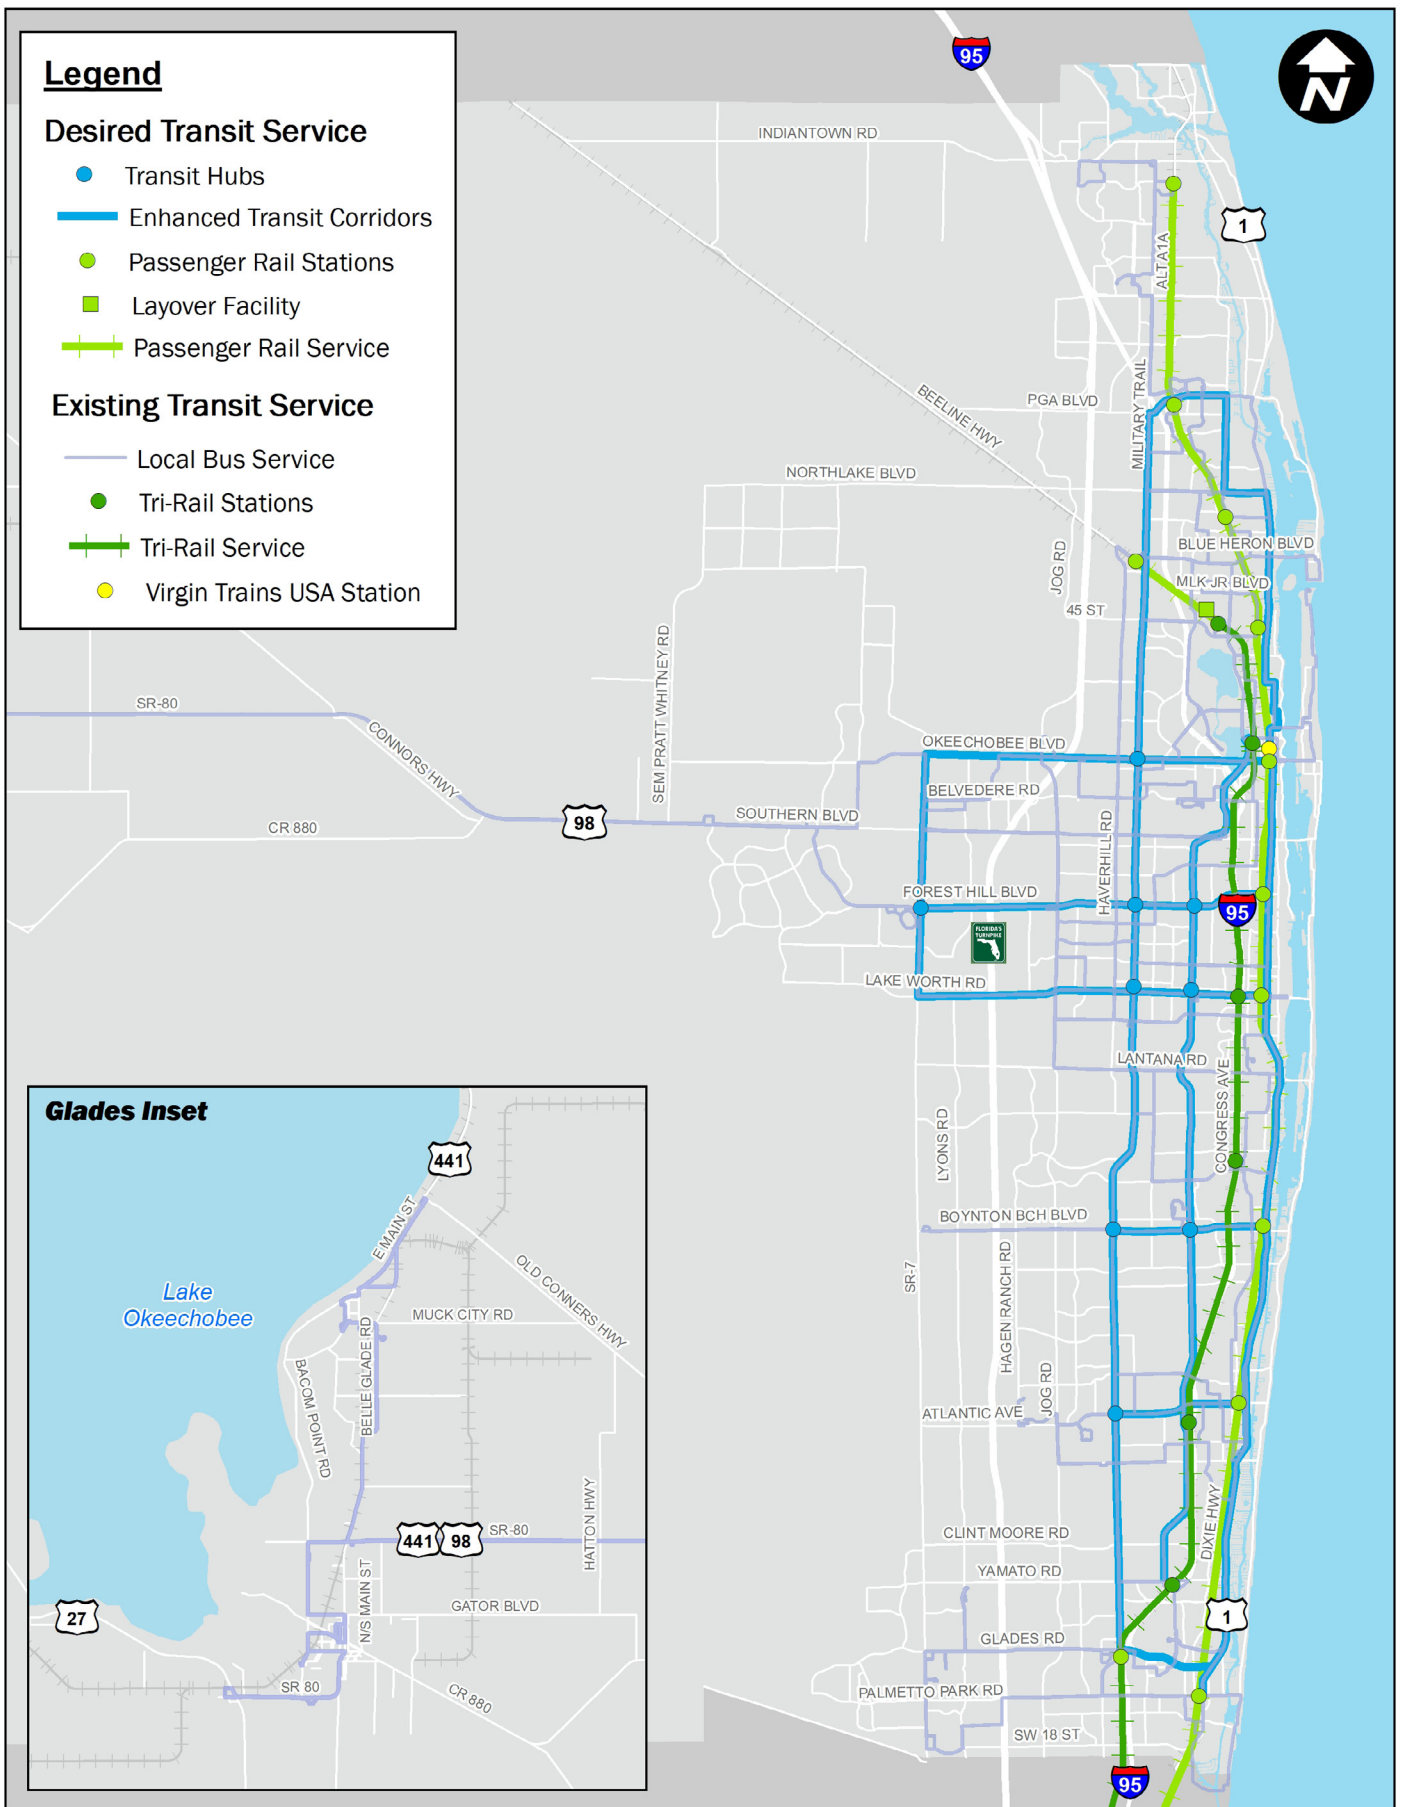 Legend
Desired Transit Service
Transit Hubs
Enhanced Transit Corridors
Passenger Rail Stations
Layover Facility
Passenger Rail Service
Existing Transit Service
Local Bus Service
Tri-Rail Stations
Tri-Rail Service
Virgin Trains USA Station
95
N
INDIANTOWN RD
1
ALT A1A
MILITARY TRAIL
PGA BLVD
BEELINE HWY
NORTHLAKE BLVD
BLUE HERON BLVD
JOG RD
MLK JR BLVD
45 ST
SEM PRATT WHITNEY RD
SR-80
CONNORS HWY
OKEECHOBEE BLVD
BELVEDERE RD
98
SOUTHERN BLVD
CR 880
HAVERHILL RD
FOREST HILL BLVD
95
FLORIDA'S
TURNPIKE
LAKE WORTH RD
LANTANA RD
CONGRESS AVE
LYONS RD
BOYNTON BCH BLVD
SR-7
HAGEN RANCH RD
JOG RD
ATLANTIC AVE
DIXIE HWY
CLINT MOORE RD
YAMATO RD
1
GLADES RD
PALMETTO PARK RD
SW 18 ST
95
Glades Inset
441
E MAIN ST
OLD CONNERS HWY
Lake
Okeechobee
MUCK CITY RD
BELLE GLADE RD
BACOM POINT RD
HATTON HWY
441
98
SR-80
N/S MAIN ST
GATOR BLVD
27
SR 80
CR 880